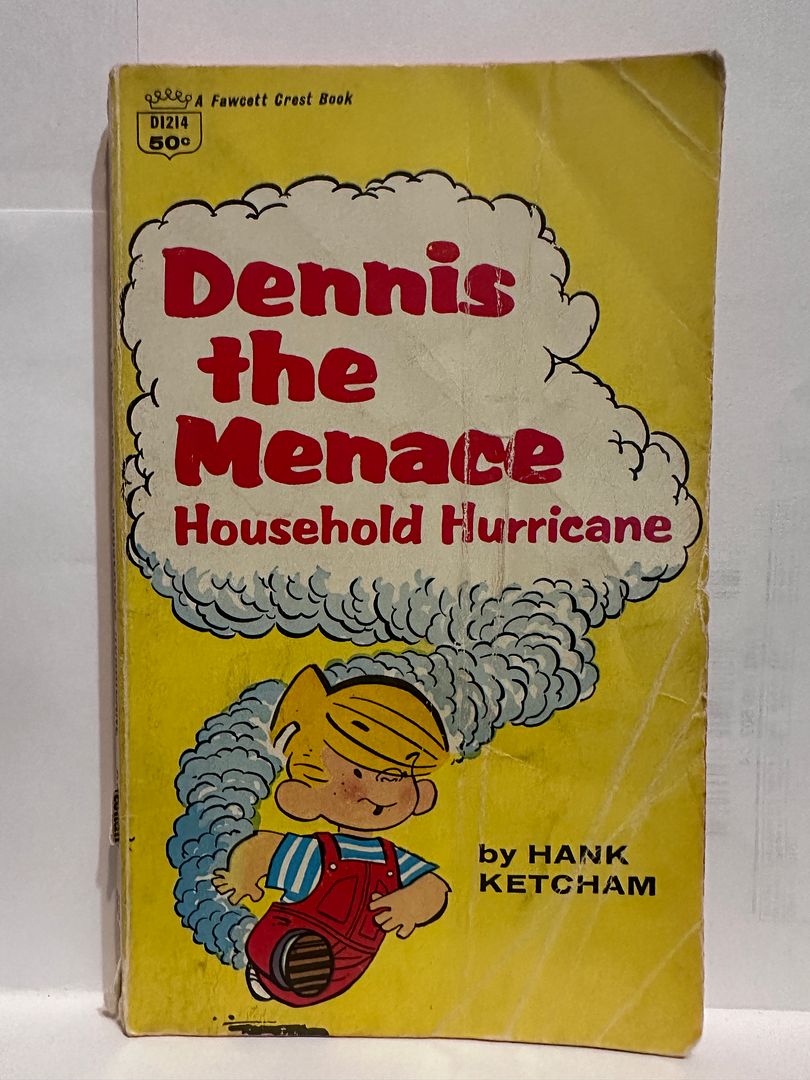 A Fawcett Crest Book
D1214
50¢
Dennis
the
Menace
Household Hurricane
by HANK
KETCHAM